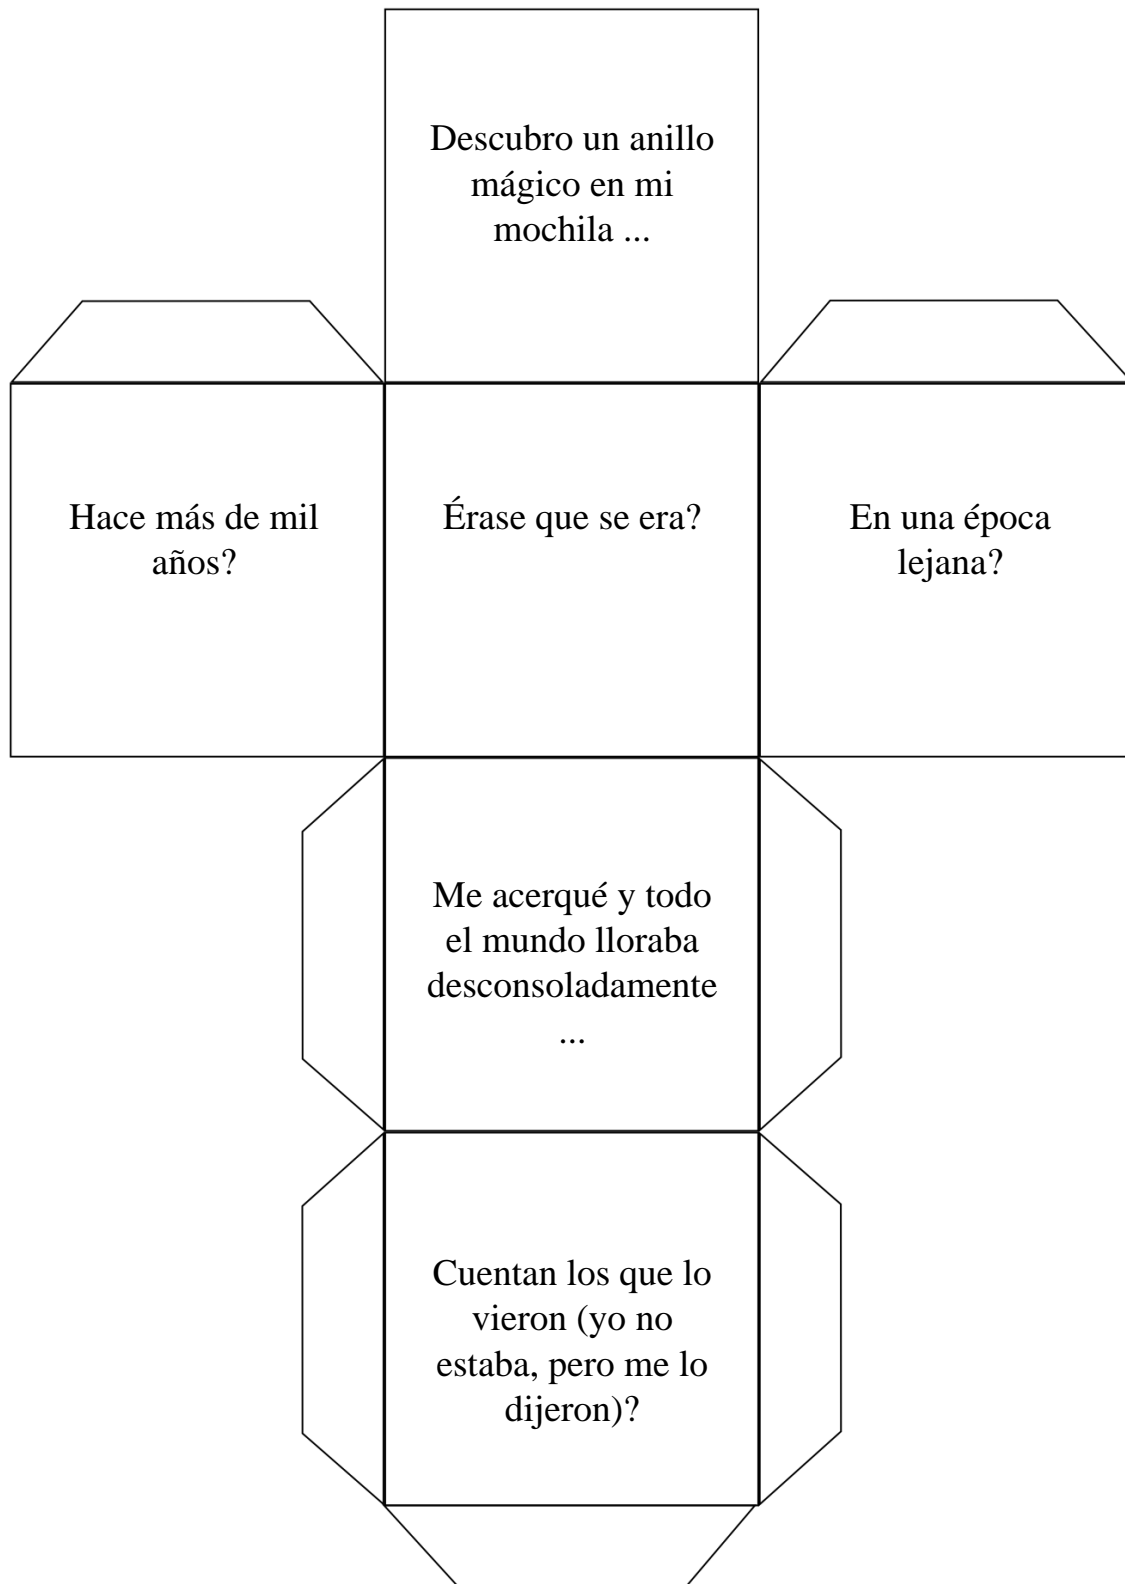 Descubro un anillo
mágico en mi
mochila ...
Hace más de mil
años?
Érase que se era?
En una época
lejana?
Me acerqué y todo
el mundo lloraba
desconsoladamente
...
Cuentan los que lo
vieron (yo no
estaba, pero me lo
dijeron)?